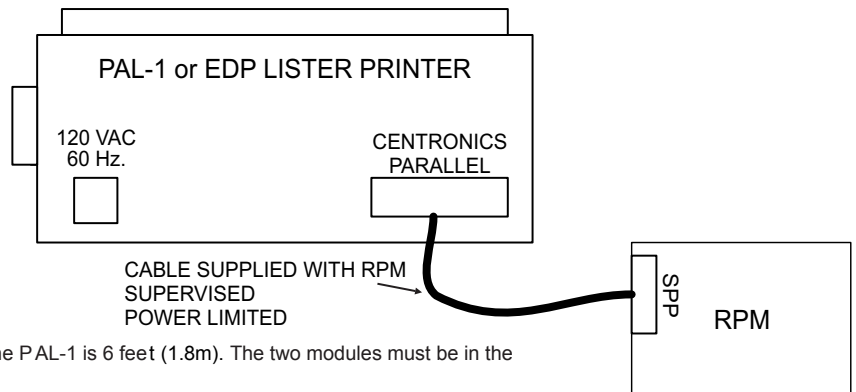 PAL-1 or EDP LISTER PRINTER
120 VAC
60 Hz.
CENTRONICS
PARALLEL
CABLE SUPPLIED WITH RPM
SUPERVISED
POWER LIMITED
SPP
RPM
he PAL-1 is 6 feet (1.8m). The two modules must be in the